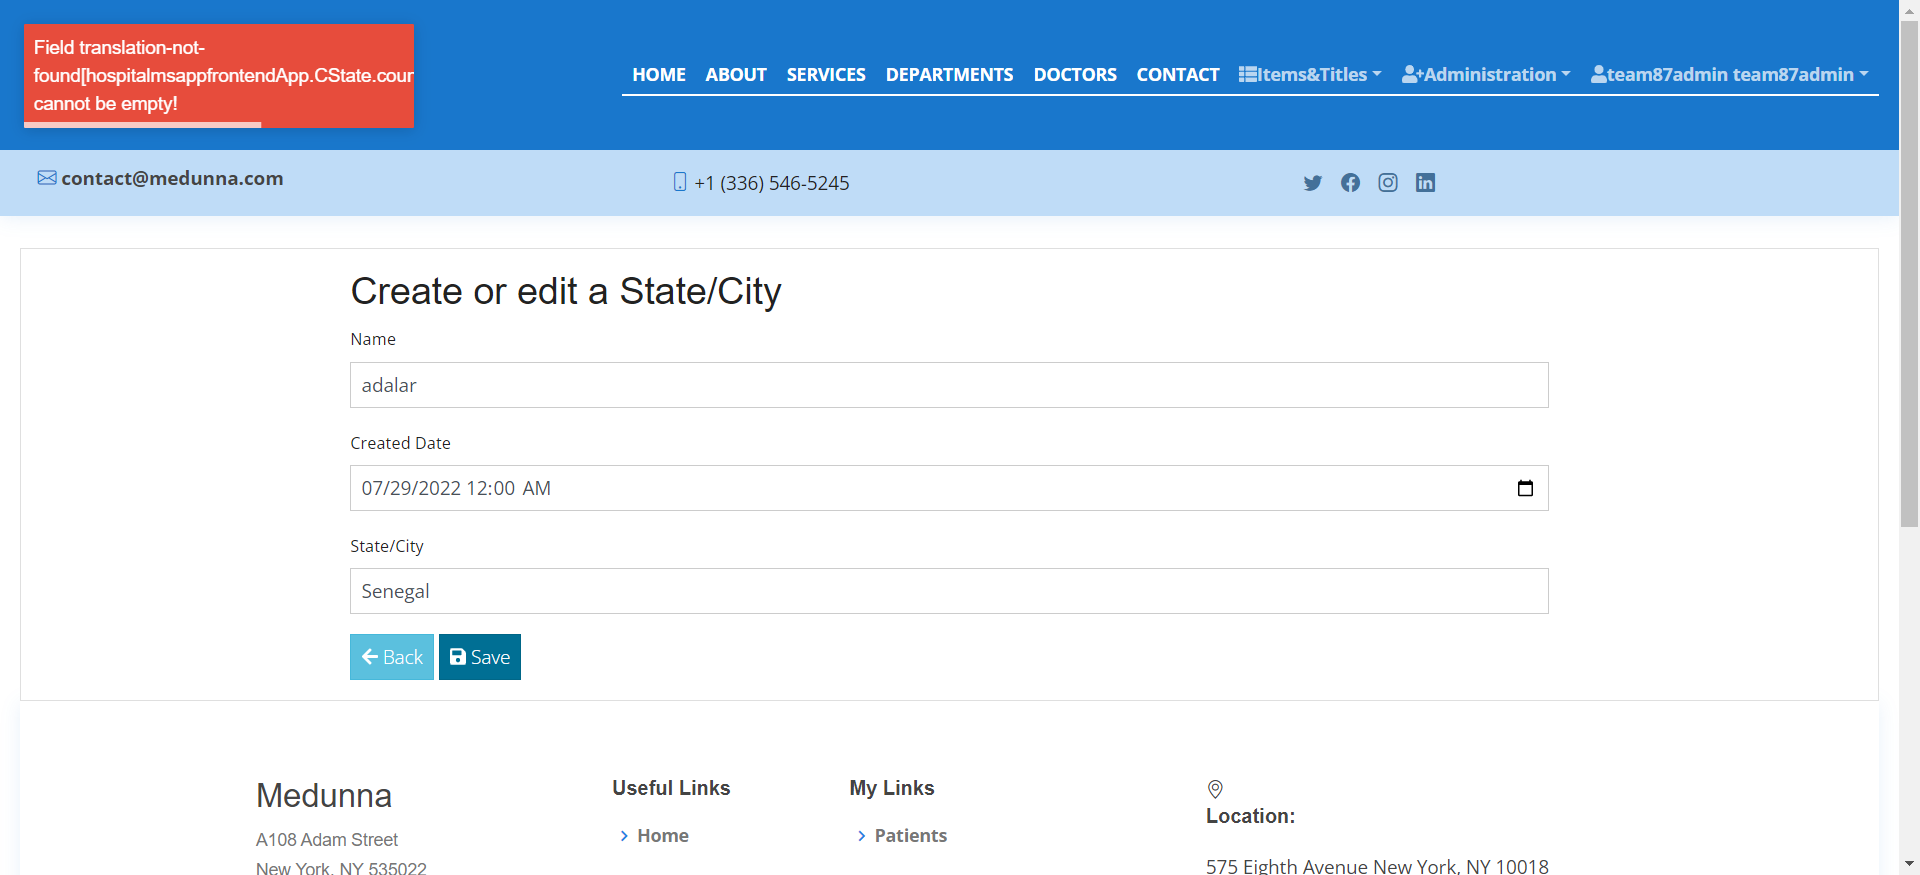 Field translation-not-
found[hospitalmsappfrontendApp.CState.cour
cannot be empty!
HOME ABOUT SERVICES DEPARTMENTS DOCTORS CONTACT Items&Titles Administration team87admin team87admin
contact@medunna.com
+1 (336) 546-5245
Create or edit a State/City
Name
adalar
Created Date
07/29/2022 12:00 AM
State/City
Senegal
Back Save
Medunna
A108 Adam Street
New York, NY 535022
Useful Links
Home
My Links
Patients
Location:
575 Eighth Avenue New York, NY 10018